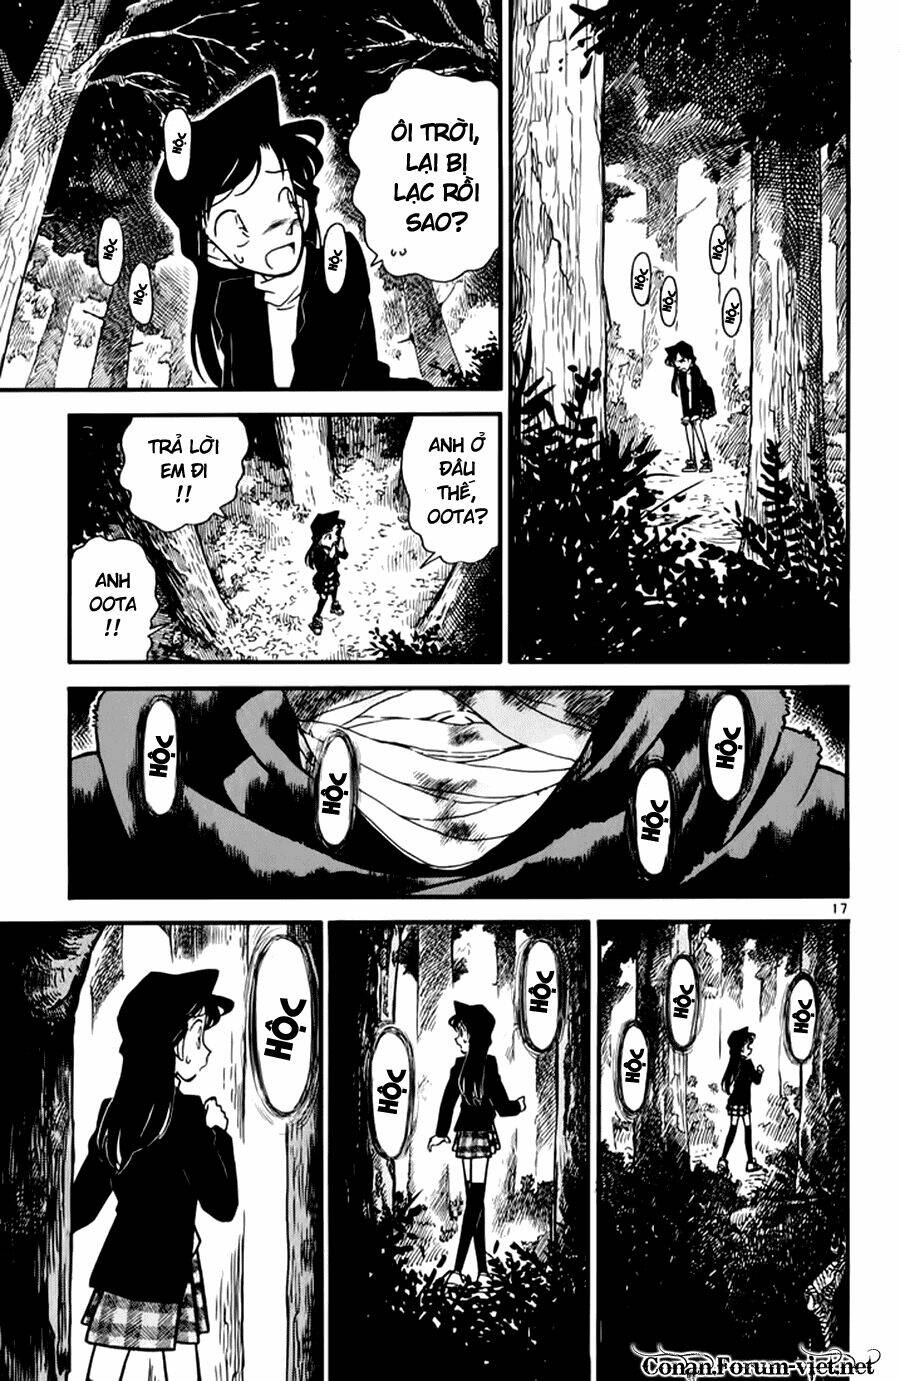 HỘC
HỘC
HỘC
HỘC
ÔI TRỜI,
LẠI BỊ
LẠC RỒI
SAO?
HỘC
HỘC
HỘC
HỘC
ANH Ở
ĐÂU
THẾ,
OOTA?
TRẢ LỜI
EM ĐI
!!
ANH
OOTA
!!
HỘC
HỘC
HỘC
HỘC
17
HỘC
HỘC
HỘC
HỘC
HỘC
HỘC
Conan.Forum-viet.net